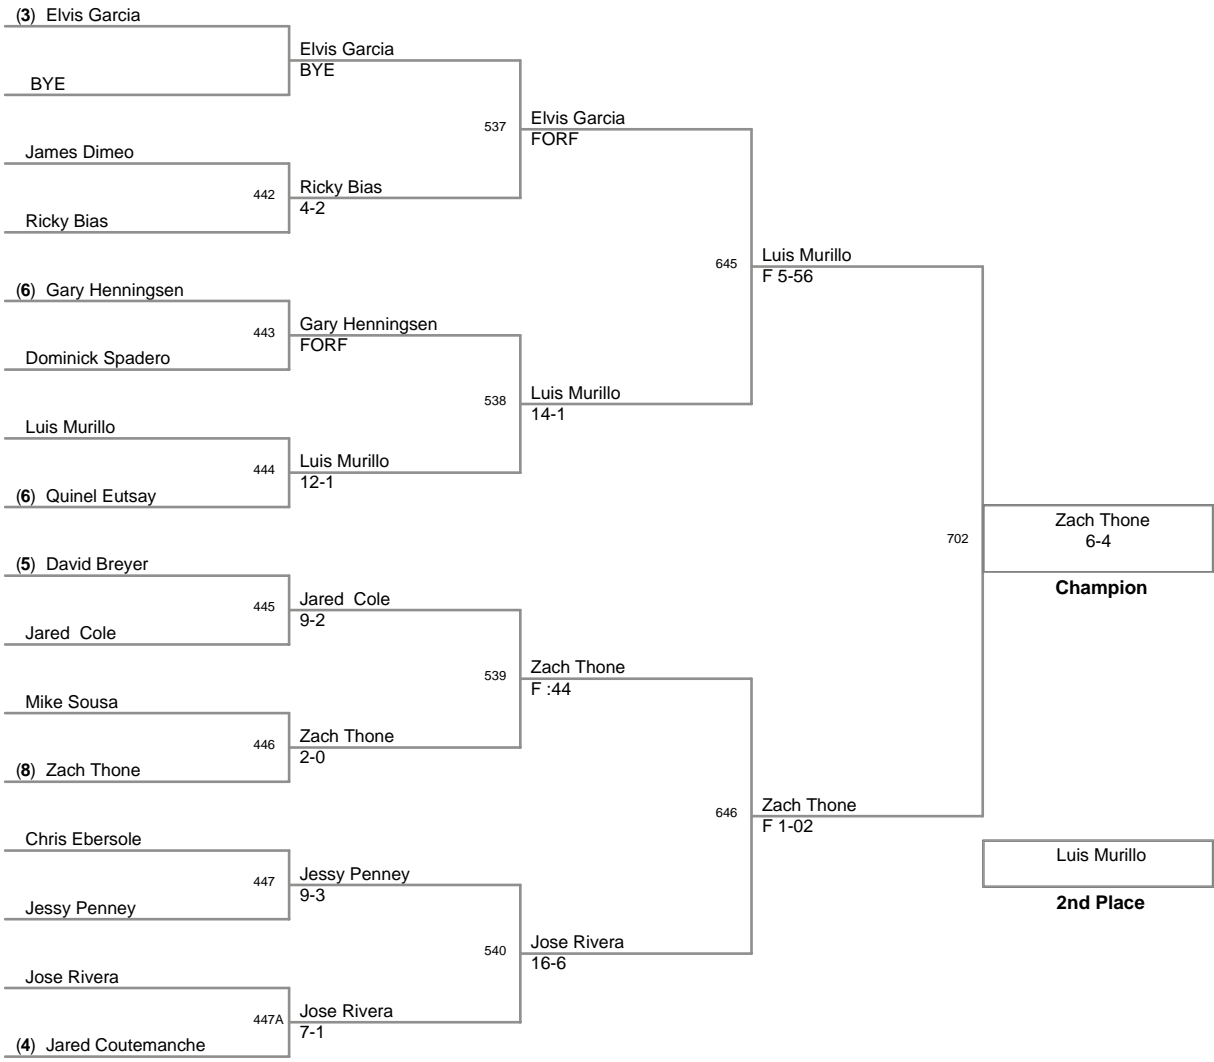 (3) Elvis Garcia
BYE
James Dimeo
Ricky Bias
(6) Gary Henningsen
Dominick Spadero
Luis Murillo
(6) Quinel Eutsay
(5) David Breyer
Jared Cole
Mike Sousa
(8) Zach Thone
Chris Ebersole
Jessy Penney
Jose Rivera
(4) Jared Coutemanche
Elvis Garcia
BYE
442
Ricky Bias
4-2
443
Gary Henningsen
FORF
444
Luis Murillo
12-1
445
Jared Cole
9-2
446
Zach Thone
2-0
447
Jessy Penney
9-3
447A
Jose Rivera
7-1
537
Elvis Garcia
FORF
538
Luis Murillo
14-1
539
Zach Thone
F :44
540
Jose Rivera
16-6
645
Luis Murillo
F 5-56
646
Zach Thone
F 1-02
702
Zach Thone
6-4
Champion
Luis Murillo
2nd Place